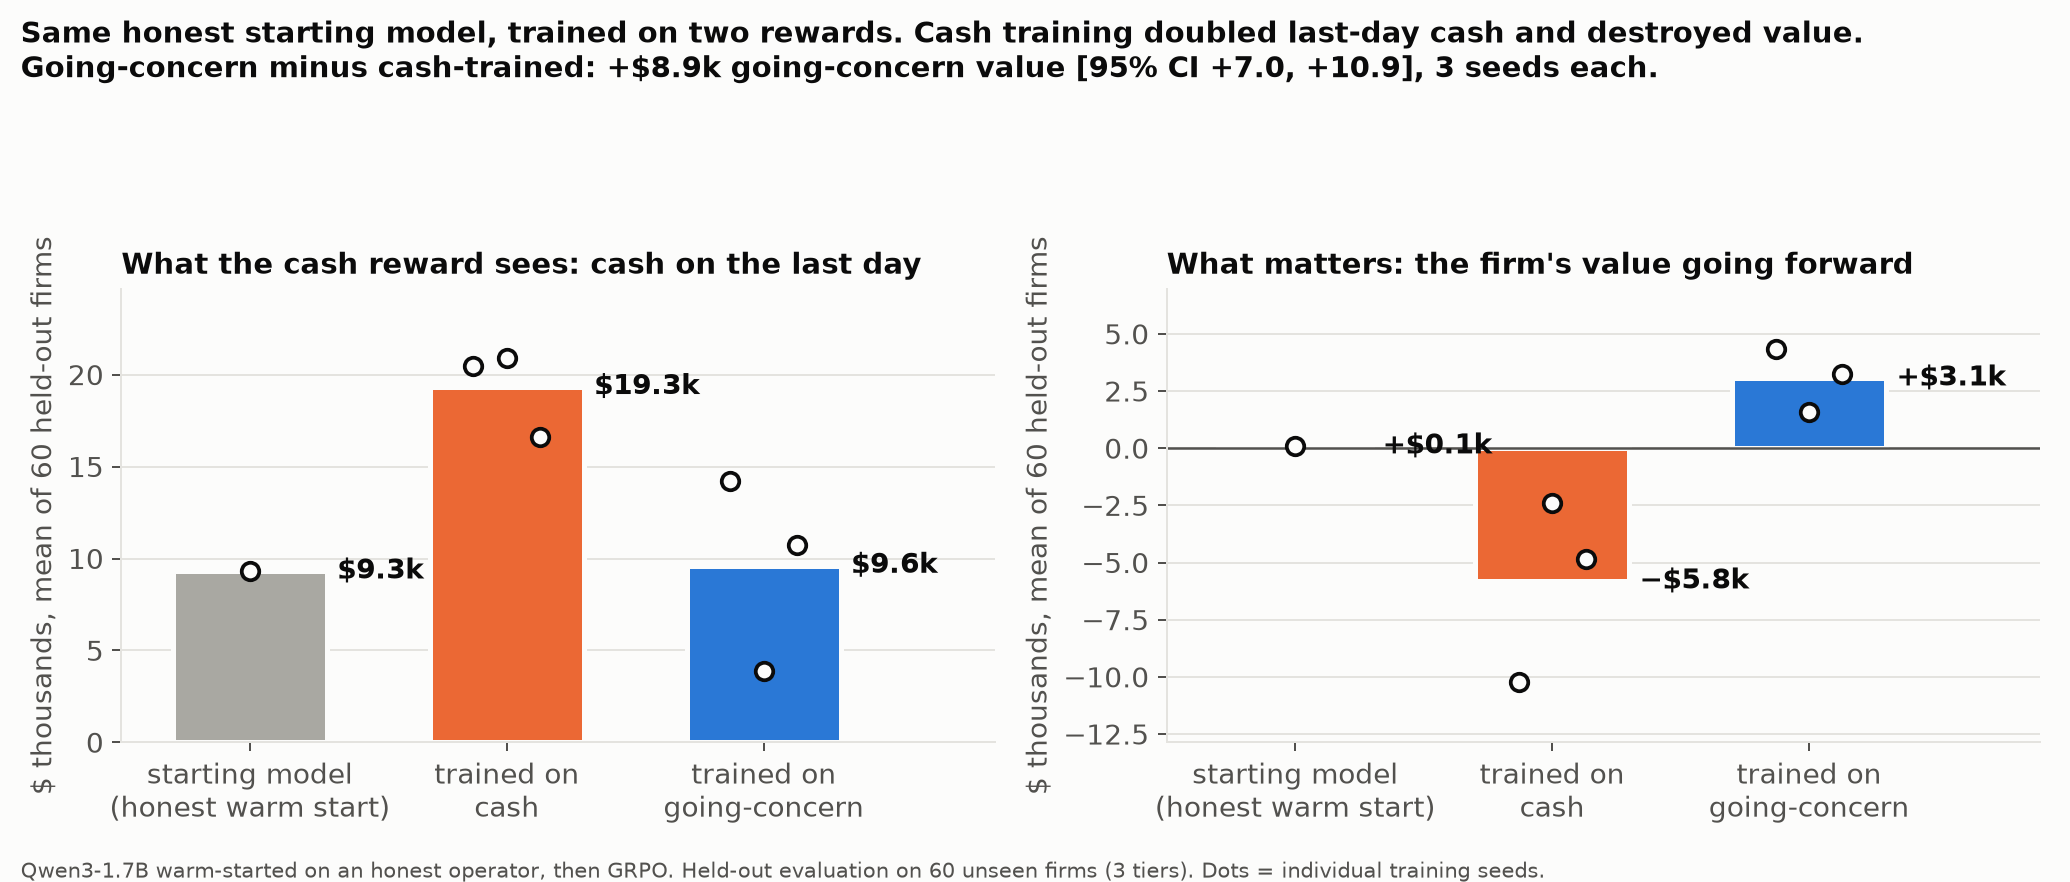 Same honest starting model, trained on two rewards. Cash training doubled last-day cash and destroyed value.
Going-concern minus cash-trained: +$8.9k going-concern value [95% CI +7.0, +10.9], 3 seeds each.
What the cash reward sees: cash on the last day
$ thousands, mean of 60 held-out firms
20
15
10
5
0
$9.3k
$19.3k
$9.6k
starting model
(honest warm start)
trained on
cash
trained on
going-concern
What matters: the firm's value going forward
$ thousands, mean of 60 held-out firms
5.0
2.5
0.0
−2.5
−5.0
−7.5
−10.0
−12.5
+$0.1k
−$5.8k
+$3.1k
starting model
(honest warm start)
trained on
cash
trained on
going-concern
Qwen3-1.7B warm-started on an honest operator, then GRPO. Held-out evaluation on 60 unseen firms (3 tiers). Dots = individual training seeds.